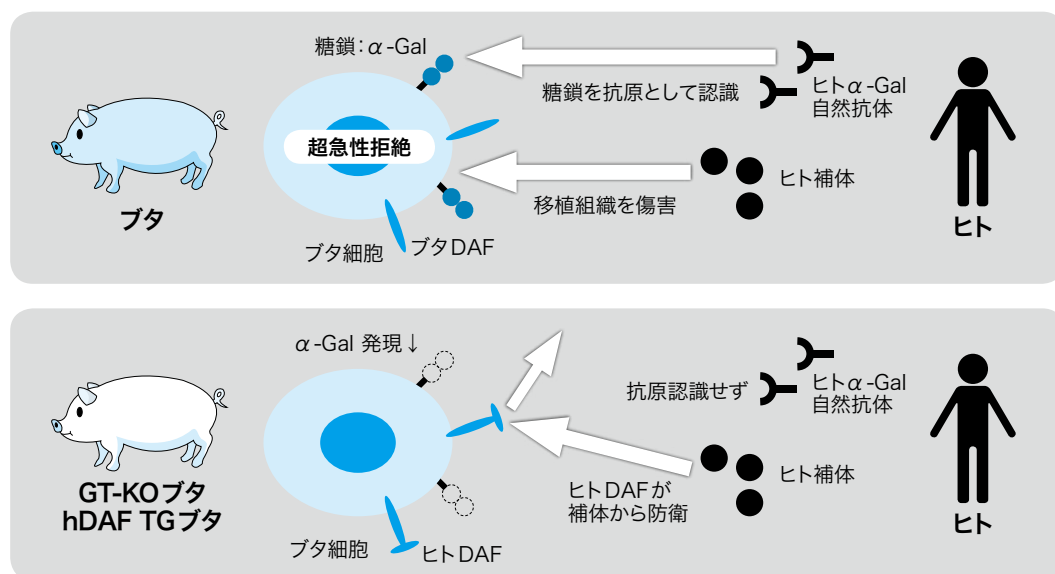 糖鎖：α-Gal
糖鎖を抗原として認識
ヒトα-Gal
自然抗体
超急性拒絶
ヒト補体
移植組織を傷害
ブタ
ヒト
ブタ細胞
ブタDAF
α-Gal 発現↓
抗原認識せず
ヒトα-Gal
自然抗体
ヒト補体
GT-KOブタ
hDAF TGブタ
ヒトDAFが
補体から防衛
ヒト
ブタ細胞
ヒトDAF